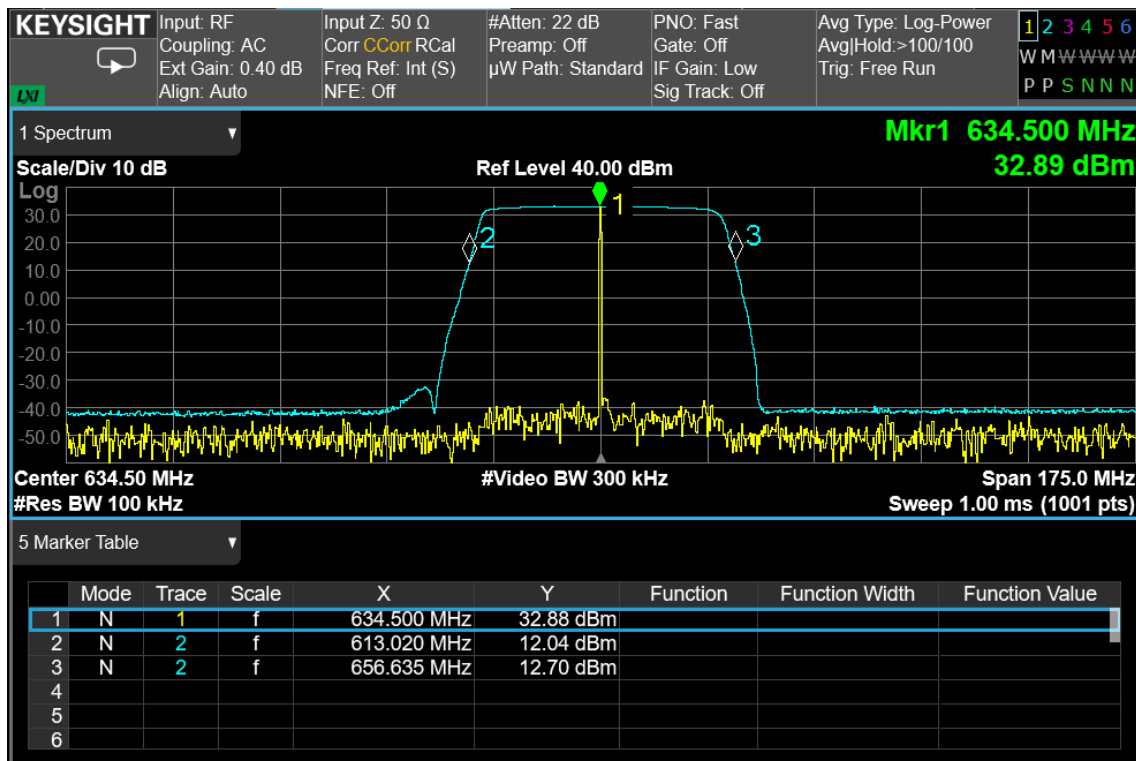 KEYSIGHT
LXI
Input: RF
Coupling: AC
Ext Gain: 0.40 dB
Align: Auto
Input Z: 50 Ω
Corr CCorr RCal
Freq Ref: Int (S)
NFE: Off
#Atten: 22 dB
Preamp: Off
µW Path: Standard
PNO: Fast
Gate: Off
IF Gain: Low
Sig Track: Off
Avg Type: Log-Power
Avg|Hold:>100/100
Trig: Free Run
1 2 3 4 5 6
W M W W W W
P P S N N N
1 Spectrum
Mkr1 634.500 MHz
32.89 dBm
Scale/Div 10 dB
Ref Level 40.00 dBm
Log
30.0
20.0
10.0
0.00
-10.0
-20.0
-30.0
-40.0
-50.0
1
2
3
Center 634.50 MHz
#Video BW 300 kHz
Span 175.0 MHz
#Res BW 100 kHz
Sweep 1.00 ms (1001 pts)
5 Marker Table
Mode Trace Scale X Y Function Function Width Function Value
1 N 1 f 634.500 MHz 32.88 dBm
2 N 2 f 613.020 MHz 12.04 dBm
3 N 2 f 656.635 MHz 12.70 dBm
4
5
6